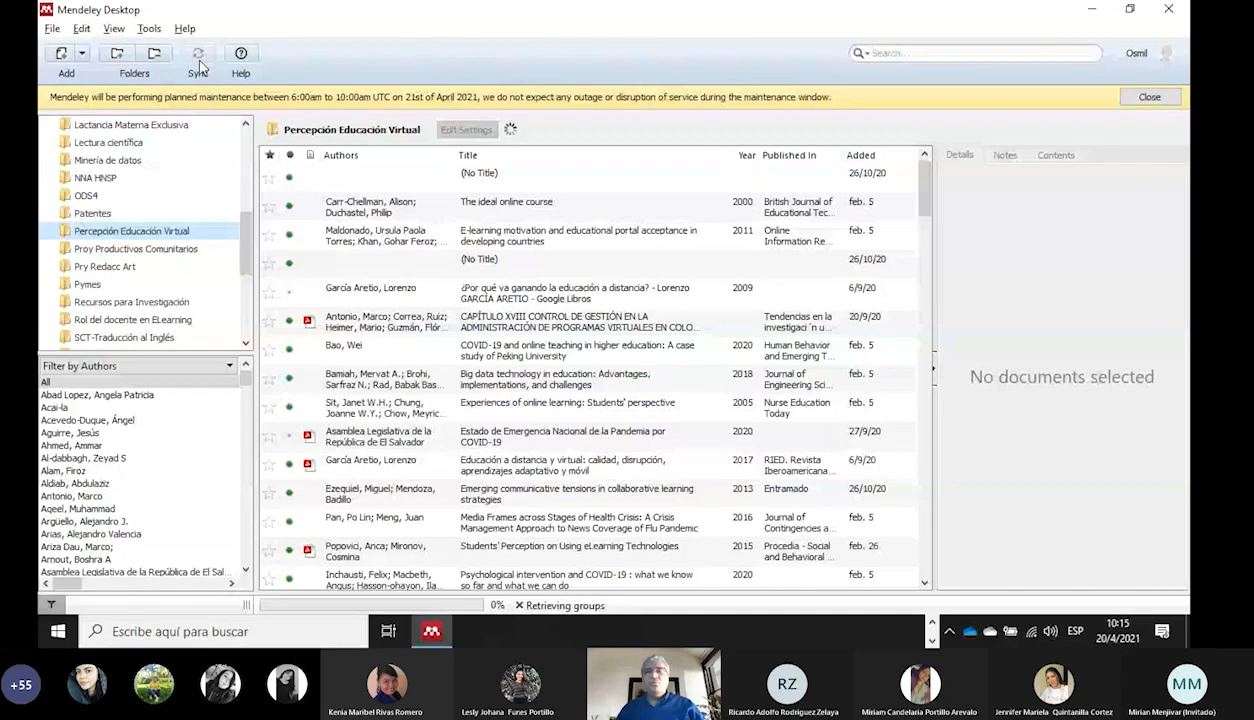 Mendeley Desktop
File Edit View Tools Help
Search...
Osmil
Add Folders Sync Help
Mendeley will be performing planned maintenance between 6:00am to 10:00am UTC on 21st of April 2021, we do not expect any outage or disruption of service during the maintenance window.
Close
Lactancia Materna Exclusiva
Lectura científica
Minería de datos
NNA HNSP
ODS4
Patentes
Percepción Educación Virtual
Proy Productivos Comunitarios
Pry Redacc Art
Pymes
Recursos para Investigación
Rol del docente en ELearning
SCT-Traducción al Inglés
Filter by Authors
All
Abad Lopez, Angela Patricia
Acai-la
Acevedo-Duque, Ángel
Aguirre, Jesús
Ahmed, Ammar
Al-dabbagh, Zeyad S
Alam, Firoz
Aldiab, Abdulaziz
Antonio, Marco
Aqeel, Muhammad
Argüello, Alejandro J.
Arias, Alejandro Valencia
Ariza Dau, Marco;
Arnout, Boshra A
Asamblea Legislativa de la República de El Sal...
Percepción Educación Virtual
Edit Settings
Authors Title Year Published In Added
(No Title) 26/10/20
Carr-Chellman, Alison; The ideal online course 2000 British Journal of feb. 5
Duchastel, Philip Educational Tec...
Maldonado, Ursula Paola E-learning motivation and educational portal acceptance in 2011 Online feb. 5
Torres; Khan, Gohar Feroz; ... developing countries Information Re...
(No Title) 26/10/20
García Aretio, Lorenzo ¿Por qué va ganando la educación a distancia? - Lorenzo 2009 6/9/20
GARCÍA ARETIO - Google Libros
Antonio, Marco; Correa, Ruiz; CAPÍTULO XVIII CONTROL DE GESTIÓN EN LA Tendencias en la 20/9/20
Heimer, Mario; Guzmán, Flór... ADMINISTRACIÓN DE PROGRAMAS VIRTUALES EN COLO... investigaci´n u...
Bao, Wei COVID-19 and online teaching in higher education: A case 2020 Human Behavior feb. 5
study of Peking University and Emerging T...
Bamiah, Mervat A.; Brohi, Big data technology in education: Advantages, 2018 Journal of feb. 5
Sarfraz N.; Rad, Babak Bas... implementations, and challenges Engineering Sci...
Sit, Janet W.H.; Chung, Experiences of online learning: Students' perspective 2005 Nurse Education feb. 5
Joanne W.Y.; Chow, Meyric... Today
Asamblea Legislativa de la Estado de Emergencia Nacional de la Pandemia por 2020 27/9/20
República de El Salvador COVID-19
García Aretio, Lorenzo Educación a distancia y virtual: calidad, disrupción, 2017 RIED. Revista 6/9/20
aprendizajes adaptativo y móvil Iberoamericana...
Ezequiel, Miguel; Mendoza, Emerging communicative tensions in collaborative learning 2013 Entramado 26/10/20
Badillo strategies
Pan, Po Lin; Meng, Juan Media Frames across Stages of Health Crisis: A Crisis 2016 Journal of feb. 5
Management Approach to News Coverage of Flu Pandemic Contingencies a...
Popovici, Anca; Mironov, Students' Perception on Using eLearning Technologies 2015 Procedia - Social feb. 26
Cosmina and Behavioral ...
Inchausti, Felix; Macbeth, Psychological intervention and COVID-19 : what we know 2020 feb. 5
Angus; Hasson-ohayon, Ila... so far and what we can do
Details Notes Contents
No documents selected
0% Retrieving groups
Escribe aquí para buscar
ESP
10:15
20/4/2021
+55
Kenia Maribel Rivas Romero
Lesly Johana Funes Portillo
RZ
Ricardo Adolfo Rodriguez Zelaya
Miriam Candelaria Portillo Arevalo
Jennifer Mariela Quintanilla Cortez
MM
Mirian Menjivar (Invitado)